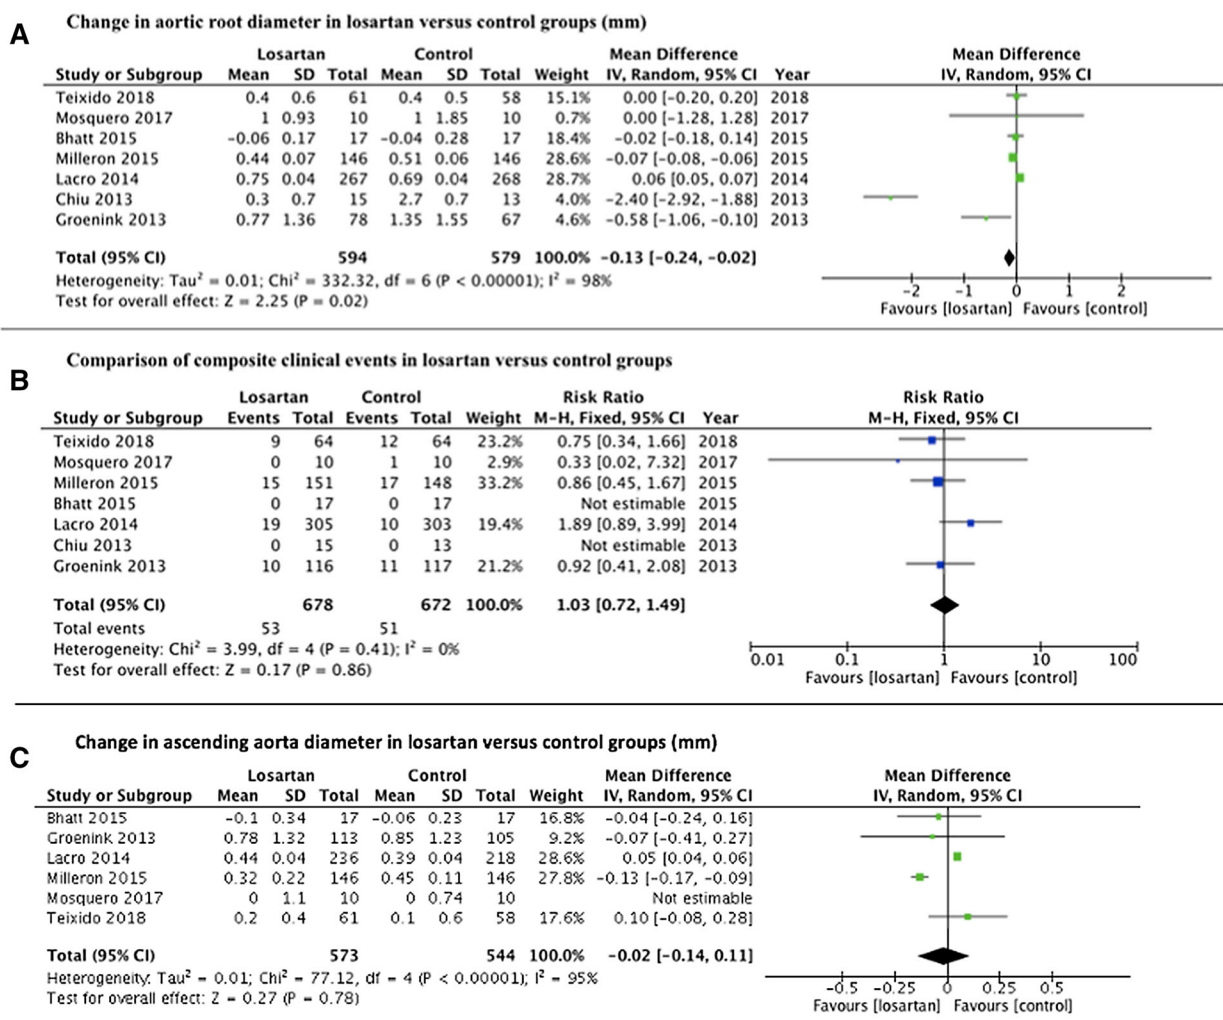 A
Change in aortic root diameter in losartan versus control groups (mm)
Losartan Control Mean Difference Mean Difference
Study or Subgroup Mean SD Total Mean SD Total Weight IV, Random, 95% CI Year IV, Random, 95% CI
Teixido 2018 0.4 0.6 61 0.4 0.5 58 15.1% 0.00 [-0.20, 0.20] 2018
Mosquero 2017 1 0.93 10 1 1.85 10 0.7% 0.00 [-1.28, 1.28] 2017
Bhatt 2015 -0.06 0.17 17 -0.04 0.28 17 18.4% -0.02 [-0.18, 0.14] 2015
Milleron 2015 0.44 0.07 146 0.51 0.06 146 28.6% -0.07 [-0.08, -0.06] 2015
Lacro 2014 0.75 0.04 267 0.69 0.04 268 28.7% 0.06 [0.05, 0.07] 2014
Chiu 2013 0.3 0.7 15 2.7 0.7 13 4.0% -2.40 [-2.92, -1.88] 2013
Groenink 2013 0.77 1.36 78 1.35 1.55 67 4.6% -0.58 [-1.06, -0.10] 2013
Total (95% CI) 594 579 100.0% -0.13 [-0.24, -0.02]
Heterogeneity: Tau² = 0.01; Chi² = 332.32, df = 6 (P < 0.00001); I² = 98%
Test for overall effect: Z = 2.25 (P = 0.02)
-2 -1 0 1 2
Favours [losartan] Favours [control]
B
Comparison of composite clinical events in losartan versus control groups
Losartan Control Risk Ratio Risk Ratio
Study or Subgroup Events Total Events Total Weight M-H, Fixed, 95% CI Year M-H, Fixed, 95% CI
Teixido 2018 9 64 12 64 23.2% 0.75 [0.34, 1.66] 2018
Mosquero 2017 0 10 1 10 2.9% 0.33 [0.02, 7.32] 2017
Milleron 2015 15 151 17 148 33.2% 0.86 [0.45, 1.67] 2015
Bhatt 2015 0 17 0 17 Not estimable 2015
Lacro 2014 19 305 10 303 19.4% 1.89 [0.89, 3.99] 2014
Chiu 2013 0 15 0 13 Not estimable 2013
Groenink 2013 10 116 11 117 21.2% 0.92 [0.41, 2.08] 2013
Total (95% CI) 678 672 100.0% 1.03 [0.72, 1.49]
Total events 53 51
Heterogeneity: Chi² = 3.99, df = 4 (P = 0.41); I² = 0%
Test for overall effect: Z = 0.17 (P = 0.86)
0.01 0.1 1 10 100
Favours [losartan] Favours [control]
C
Change in ascending aorta diameter in losartan versus control groups (mm)
Losartan Control Mean Difference Mean Difference
Study or Subgroup Mean SD Total Mean SD Total Weight IV, Random, 95% CI IV, Random, 95% CI
Bhatt 2015 -0.1 0.34 17 -0.06 0.23 17 16.8% -0.04 [-0.24, 0.16]
Groenink 2013 0.78 1.32 113 0.85 1.23 105 9.2% -0.07 [-0.41, 0.27]
Lacro 2014 0.44 0.04 236 0.39 0.04 218 28.6% 0.05 [0.04, 0.06]
Milleron 2015 0.32 0.22 146 0.45 0.11 146 27.8% -0.13 [-0.17, -0.09]
Mosquero 2017 0 1.1 10 0 0.74 10 Not estimable
Teixido 2018 0.2 0.4 61 0.1 0.6 58 17.6% 0.10 [-0.08, 0.28]
Total (95% CI) 573 544 100.0% -0.02 [-0.14, 0.11]
Heterogeneity: Tau² = 0.01; Chi² = 77.12, df = 4 (P < 0.00001); I² = 95%
Test for overall effect: Z = 0.27 (P = 0.78)
-0.5 -0.25 0 0.25 0.5
Favours [losartan] Favours [control]